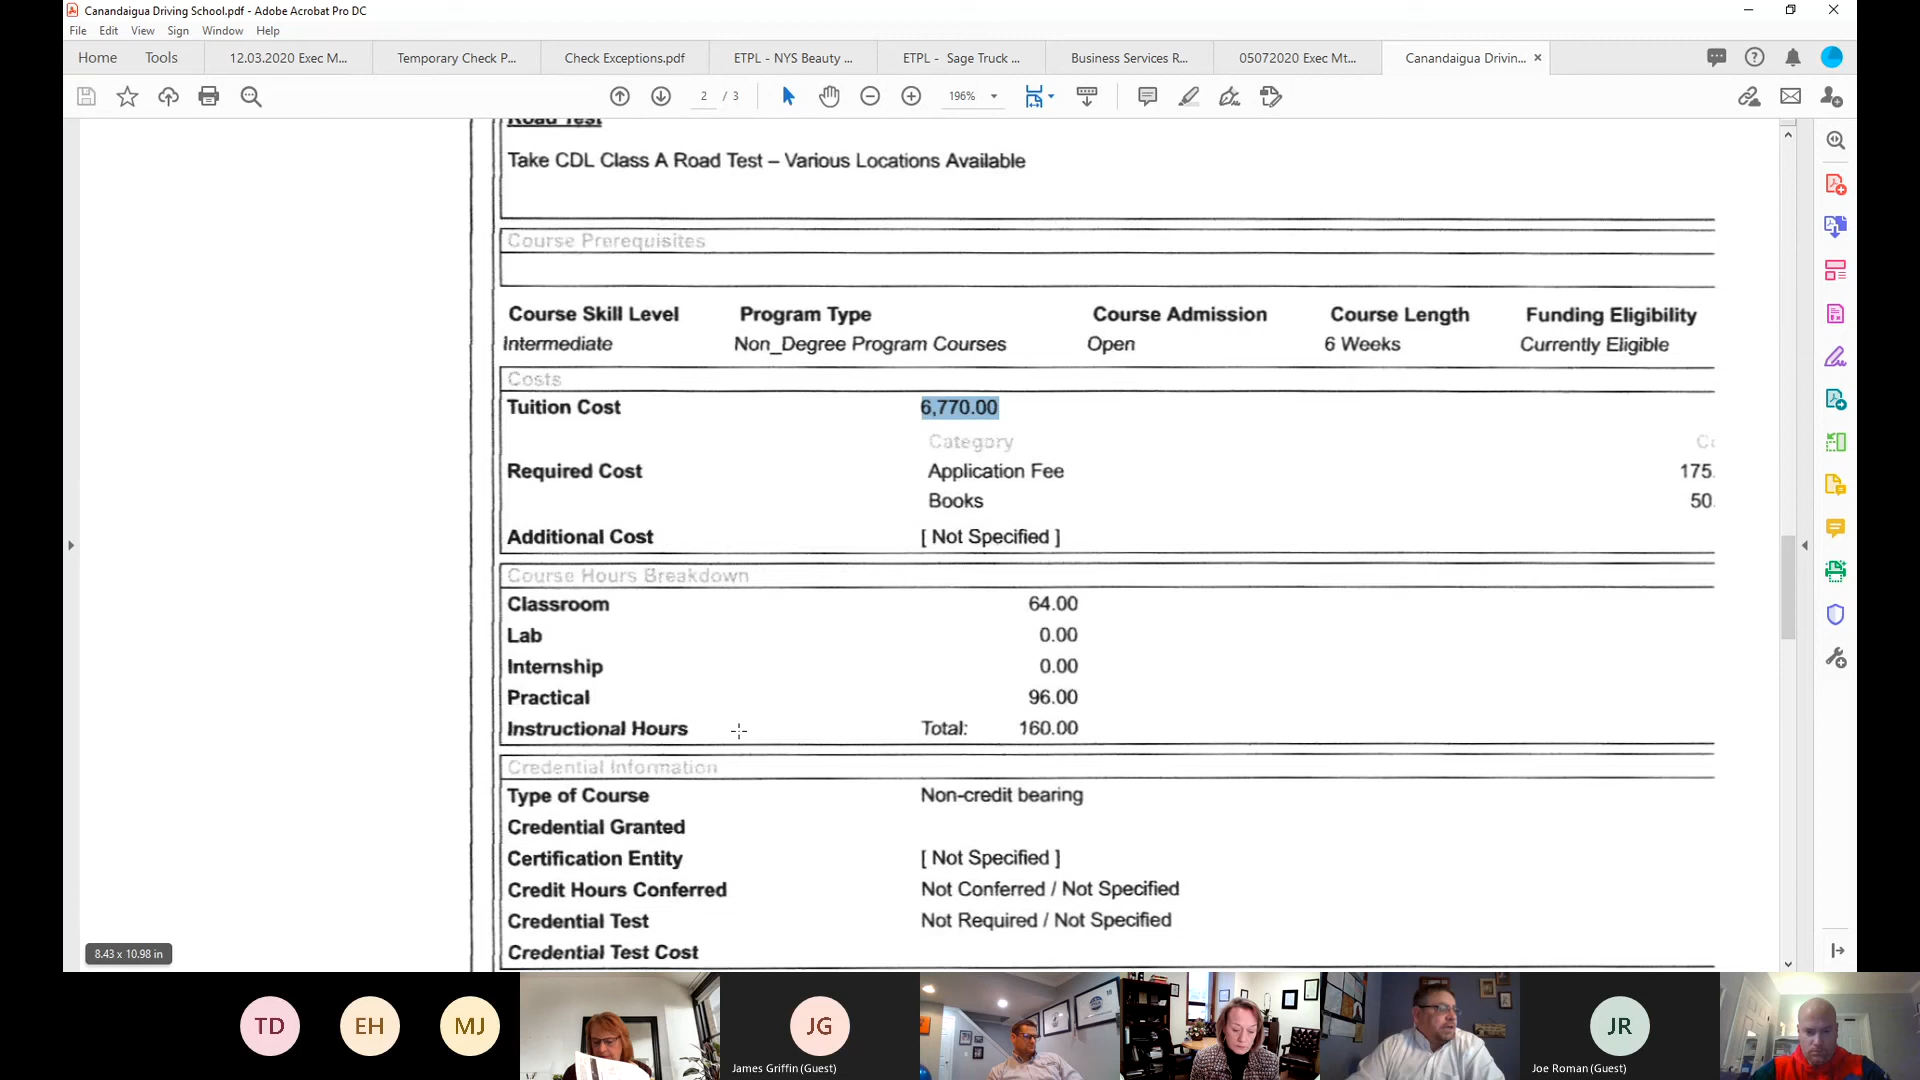 Canandaigua Driving School.pdf - Adobe Acrobat Pro DC
File Edit View Sign Window Help
Home Tools 12.03.2020 Exec M... Temporary Check P... Check Exceptions.pdf ETPL - NYS Beauty ... ETPL - Sage Truck ... Business Services R... 05072020 Exec Mt... Canandaigua Drivin...
2 / 3 196%
Road Test
Take CDL Class A Road Test – Various Locations Available
Course Prerequisites
Course Skill Level Program Type Course Admission Course Length Funding Eligibility
Intermediate Non_Degree Program Courses Open 6 Weeks Currently Eligible
Costs
Tuition Cost 6,770.00
Category
Required Cost Application Fee 175.
Books 50.
Additional Cost [ Not Specified ]
Course Hours Breakdown
Classroom 64.00
Lab 0.00
Internship 0.00
Practical 96.00
Instructional Hours Total: 160.00
Credential Information
Type of Course Non-credit bearing
Credential Granted
Certification Entity [ Not Specified ]
Credit Hours Conferred Not Conferred / Not Specified
Credential Test Not Required / Not Specified
Credential Test Cost
8.43 x 10.98 in
TD EH MJ JG JR
James Griffin (Guest) Joe Roman (Guest)